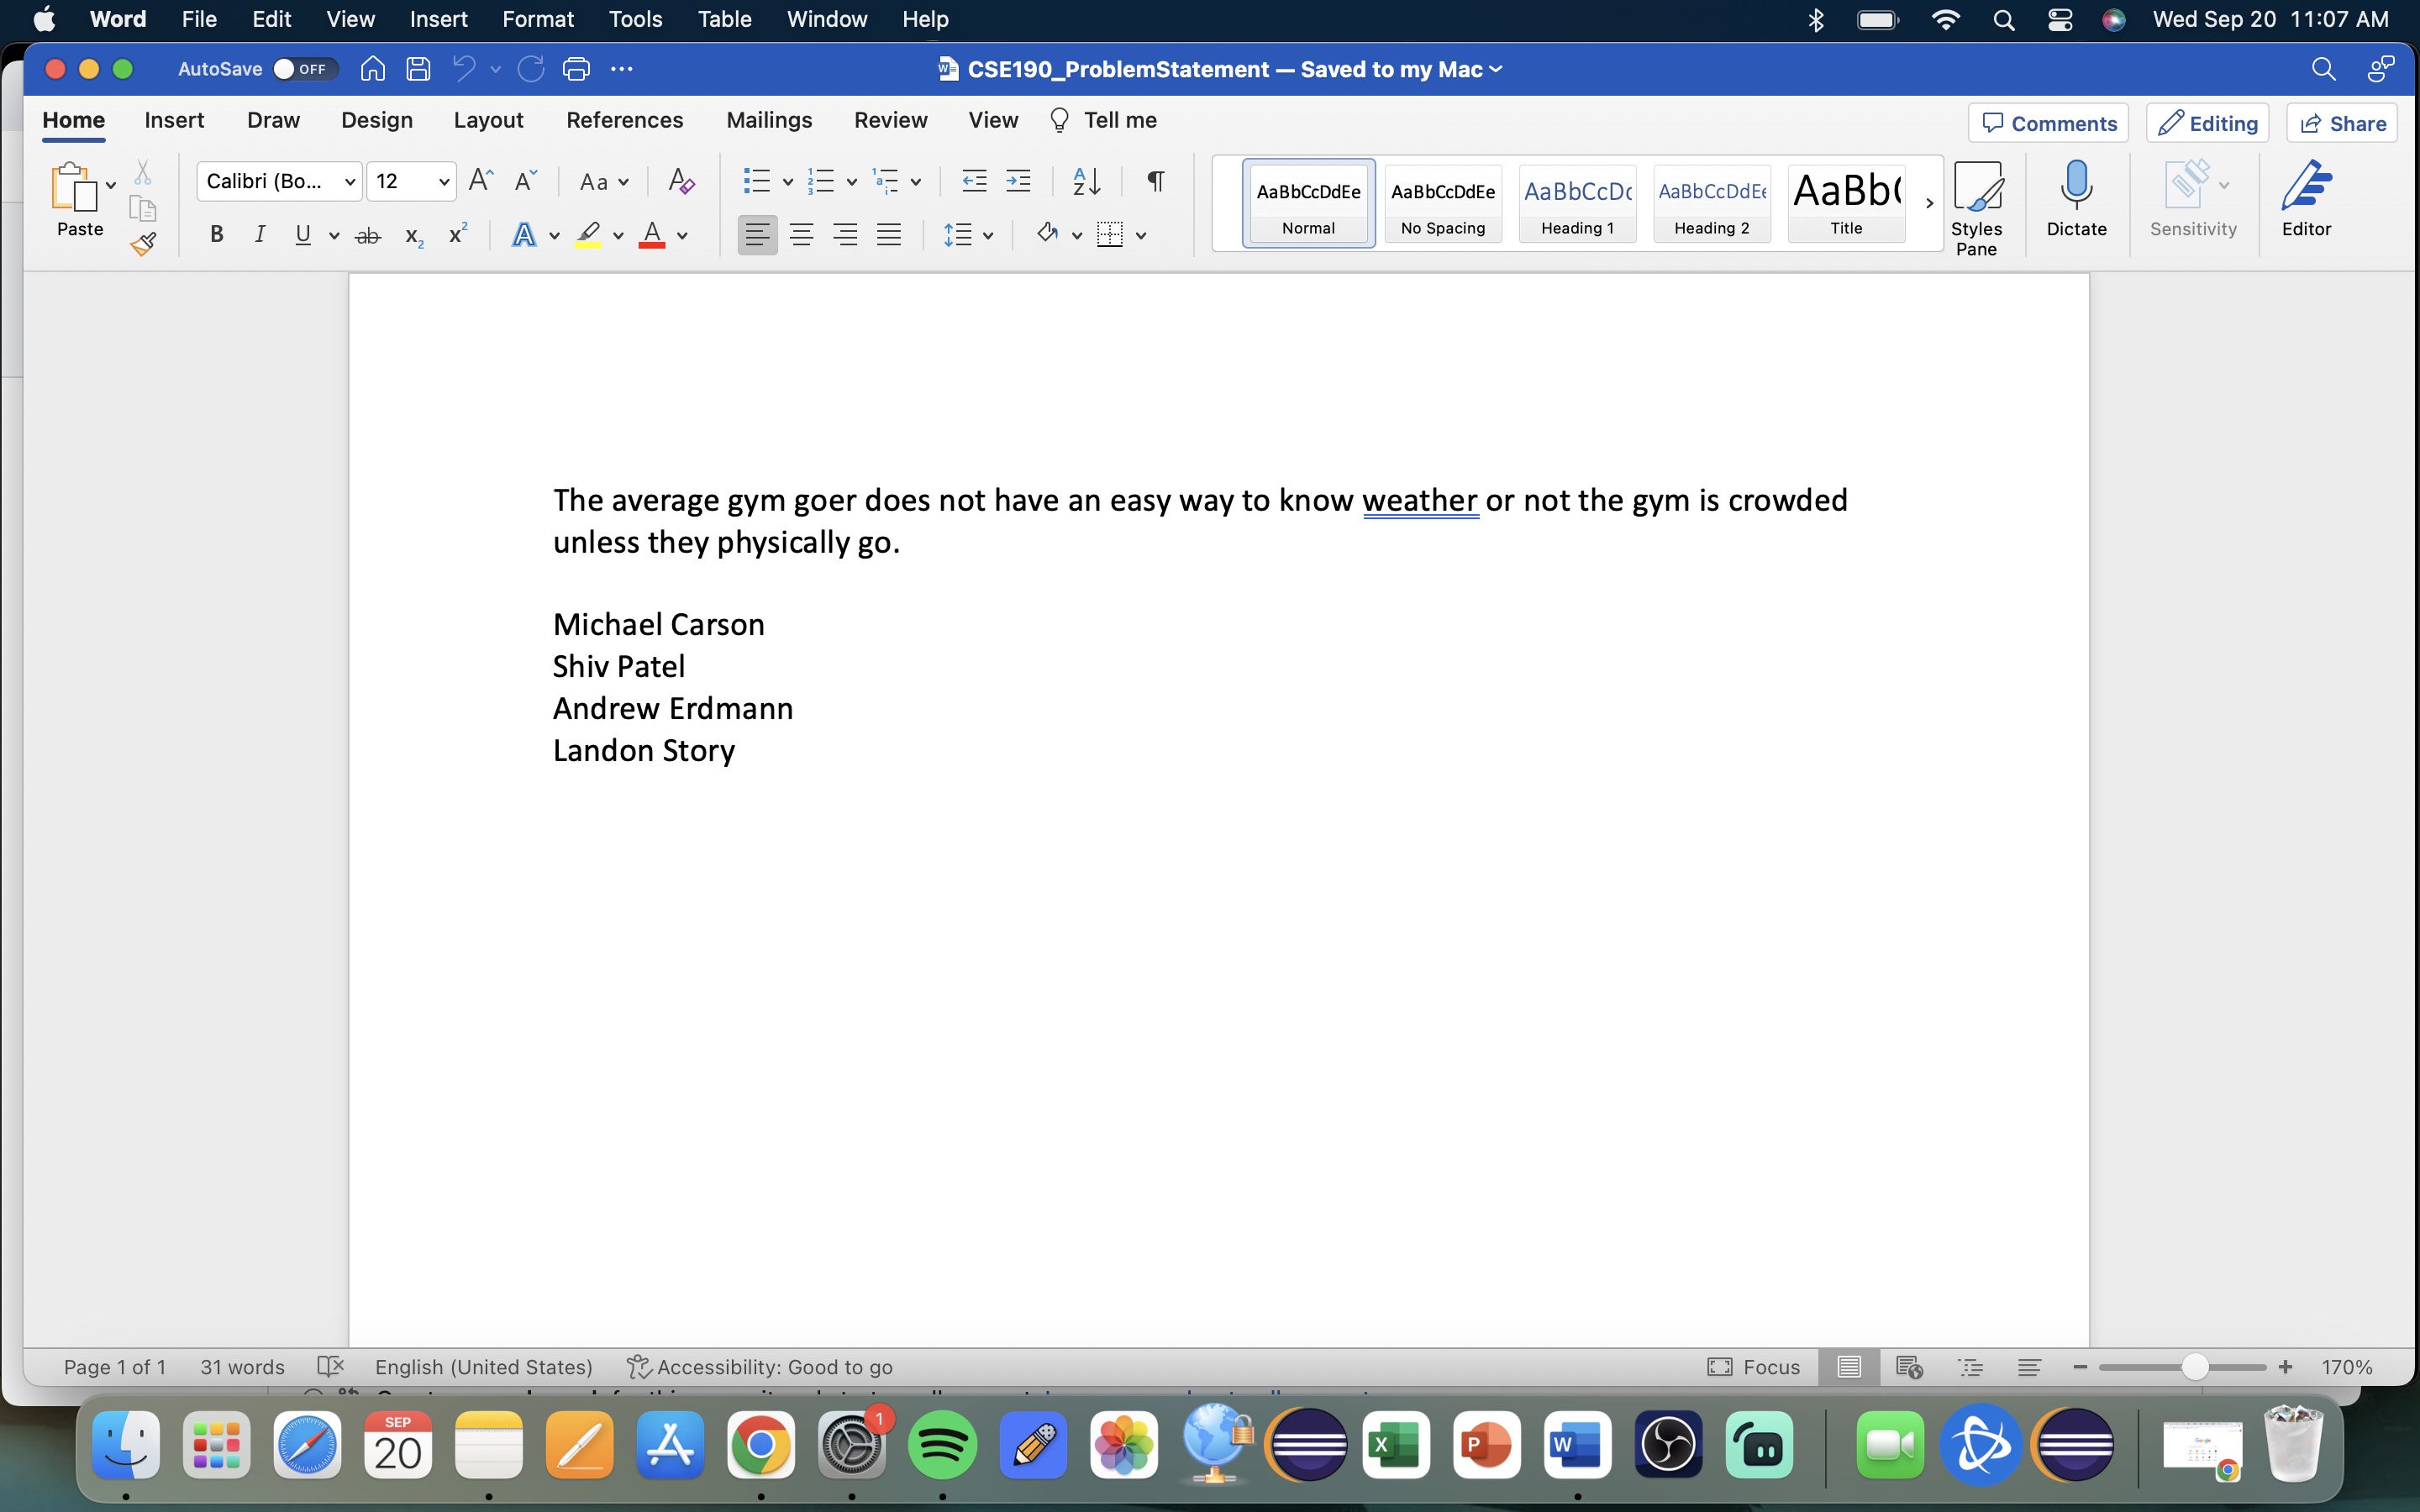 Word File Edit View Insert Format Tools Table Window Help Wed Sep 20 11:07 AM
AutoSave OFF CSE190_ProblemStatement — Saved to my Mac
Home Insert Draw Design Layout References Mailings Review View Tell me Comments Editing Share
Calibri (Bo... 12 Aa
Paste
AaBbCcDdEe AaBbCcDdEe AaBbCcDc AaBbCcDdEe AaBb(
Normal No Spacing Heading 1 Heading 2 Title
Styles Pane Dictate Sensitivity Editor
The average gym goer does not have an easy way to know weather or not the gym is crowded
unless they physically go.
Michael Carson
Shiv Patel
Andrew Erdmann
Landon Story
Page 1 of 1 31 words English (United States) Accessibility: Good to go Focus 170%
SEP
20
1